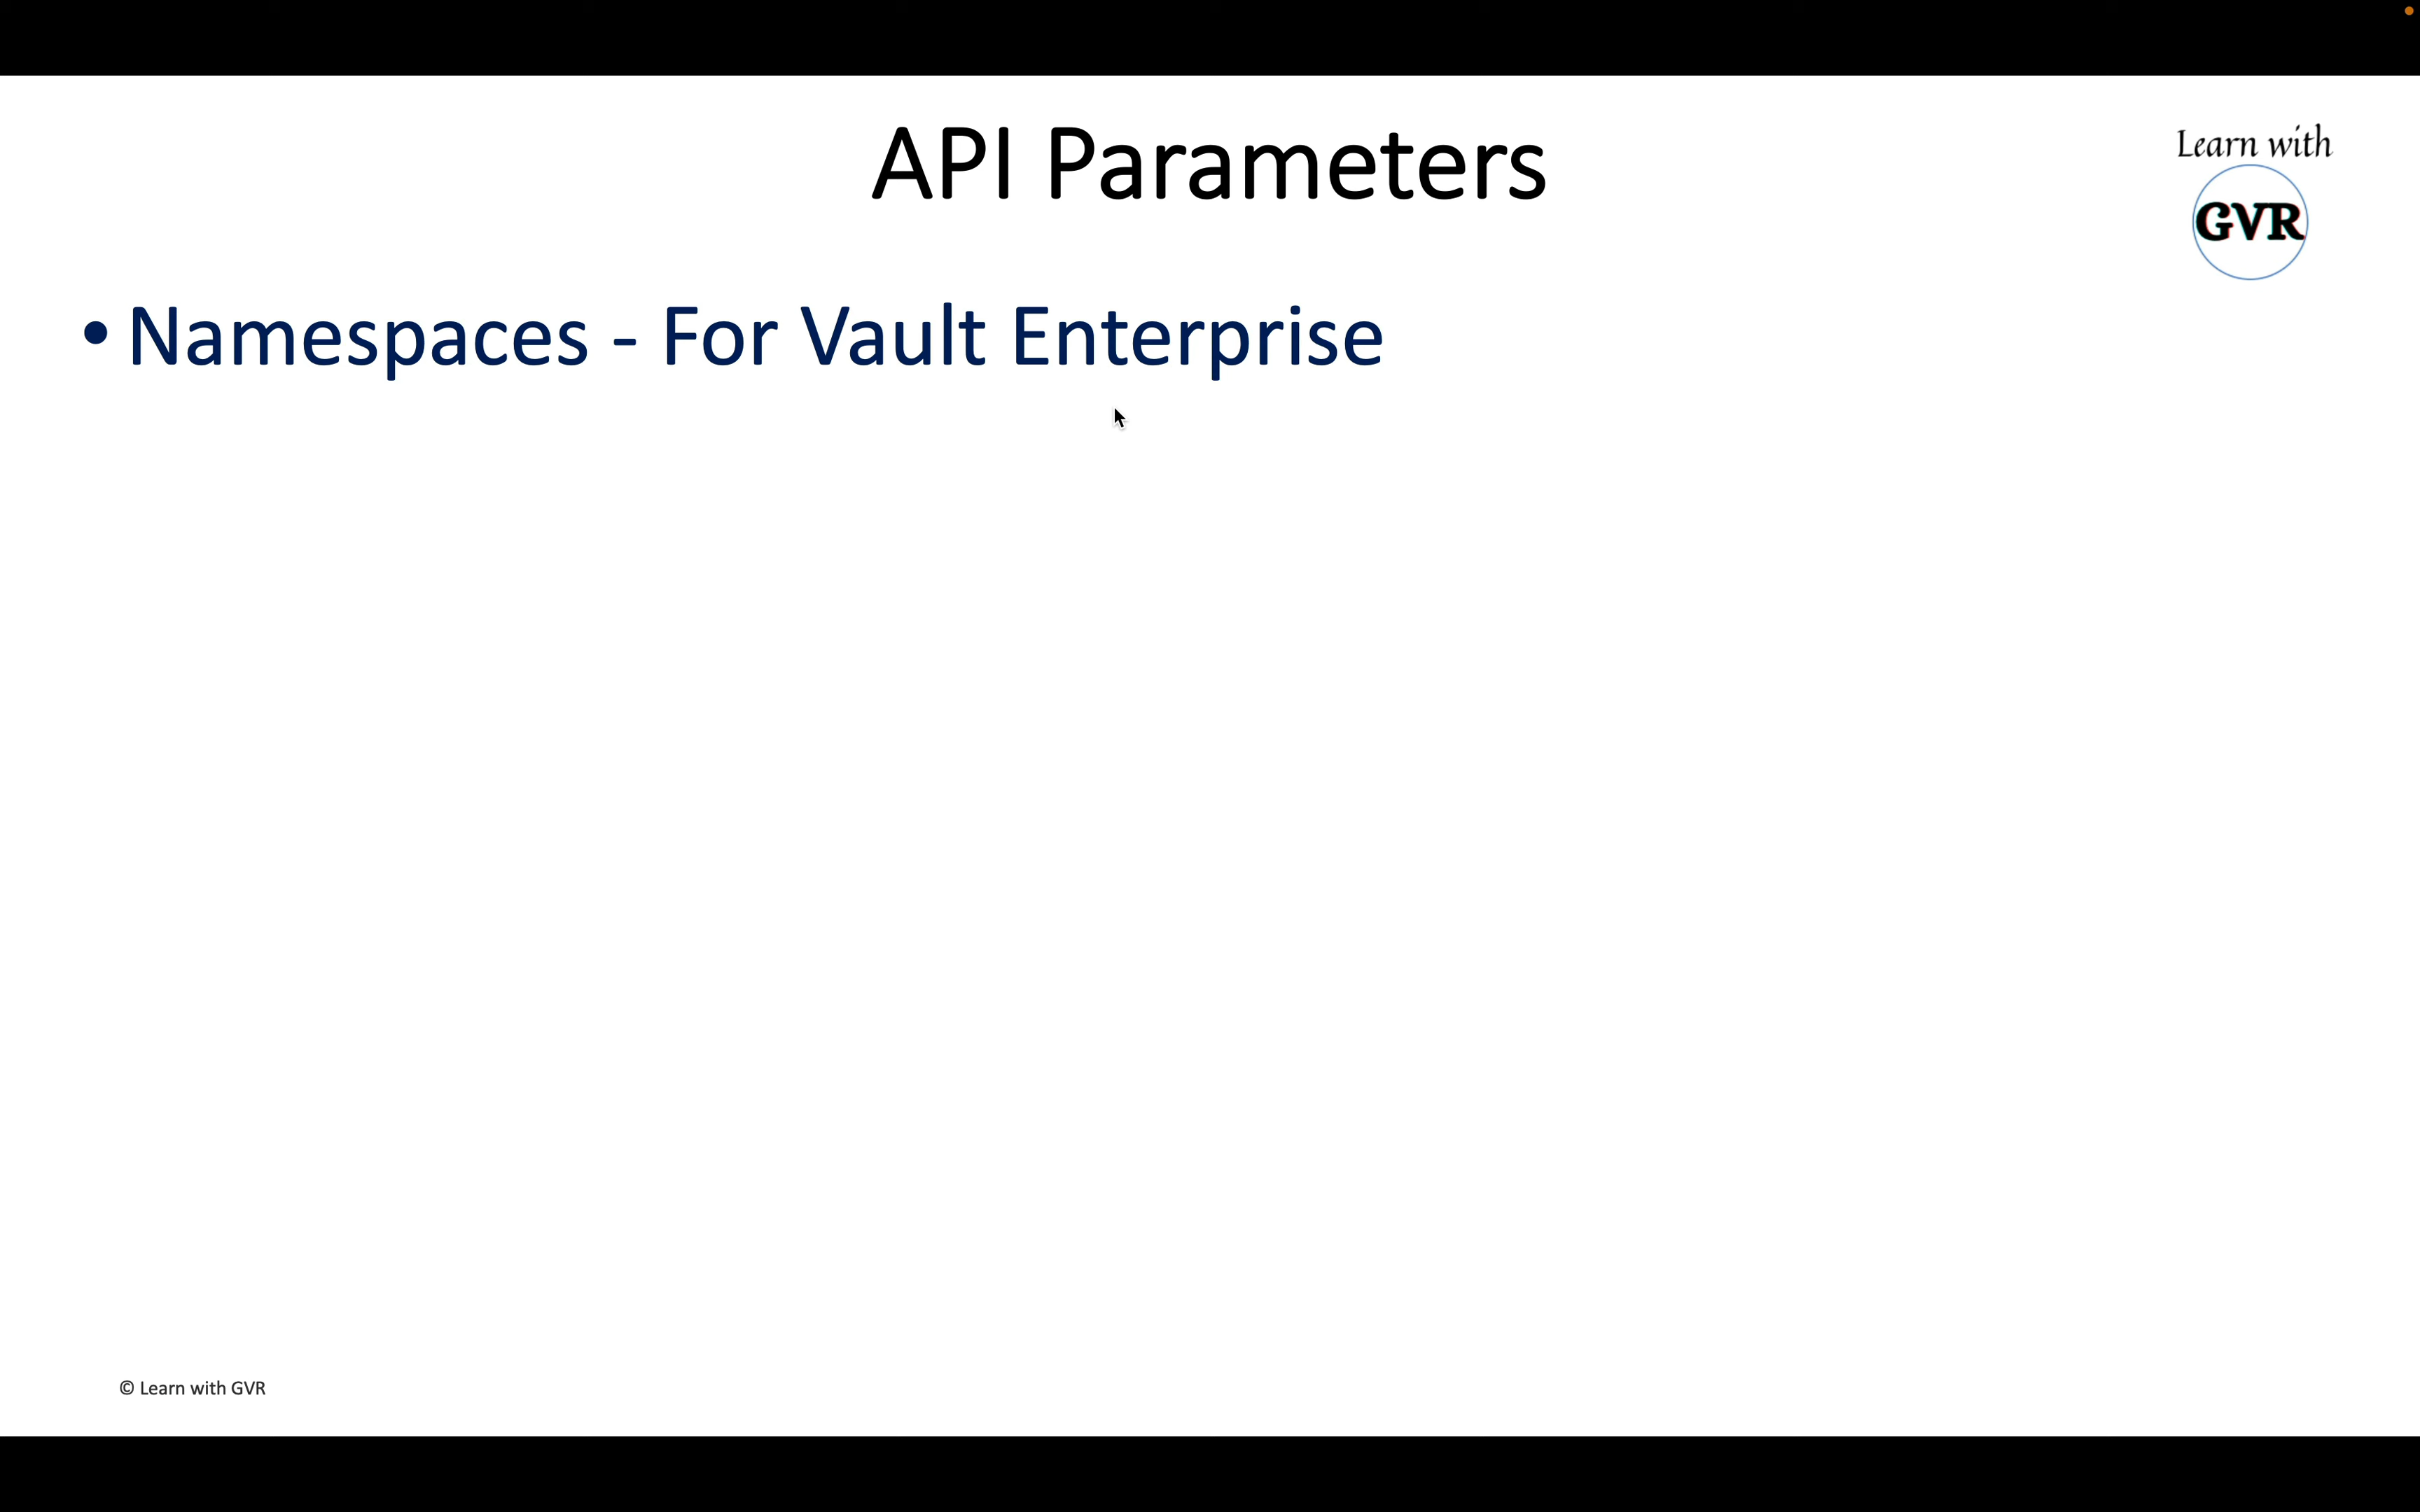 API Parameters
Learn with
GVR
• Namespaces - For Vault Enterprise
© Learn with GVR